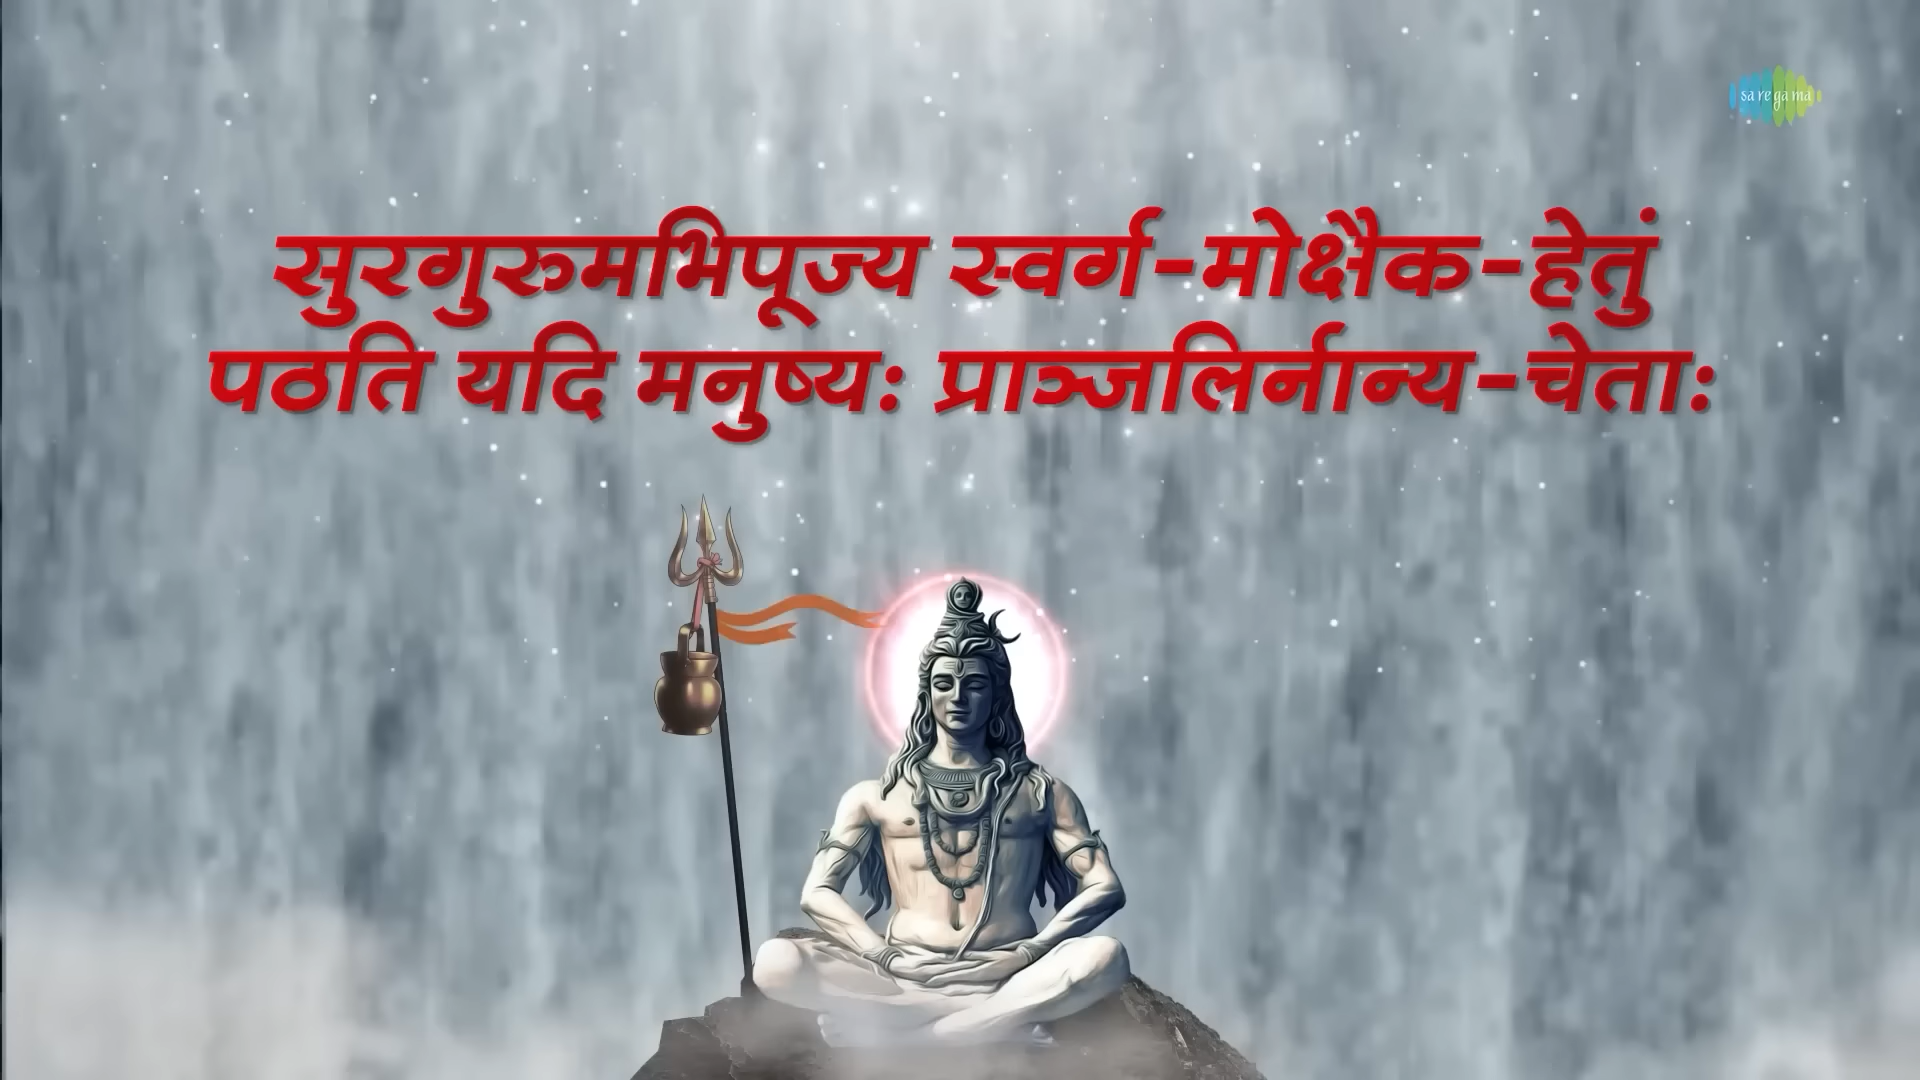 saregama
सुरगुरुमभिपूज्य स्वर्ग-मोक्षैक-हेतुं
पठति यदि मनुष्यः प्राञ्जलिर्नान्य-चेताः